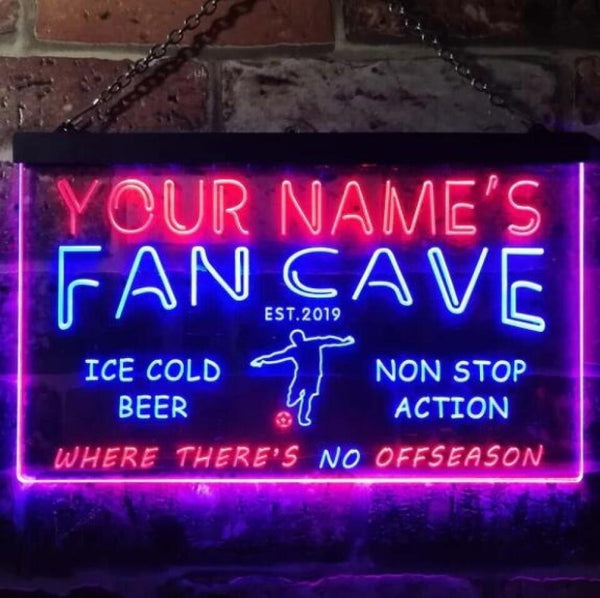 YOUR NAME'S
FAN CAVE
EST.2019
ICE COLD
BEER
NON STOP
ACTION
WHERE THERE'S NO OFFSEASON